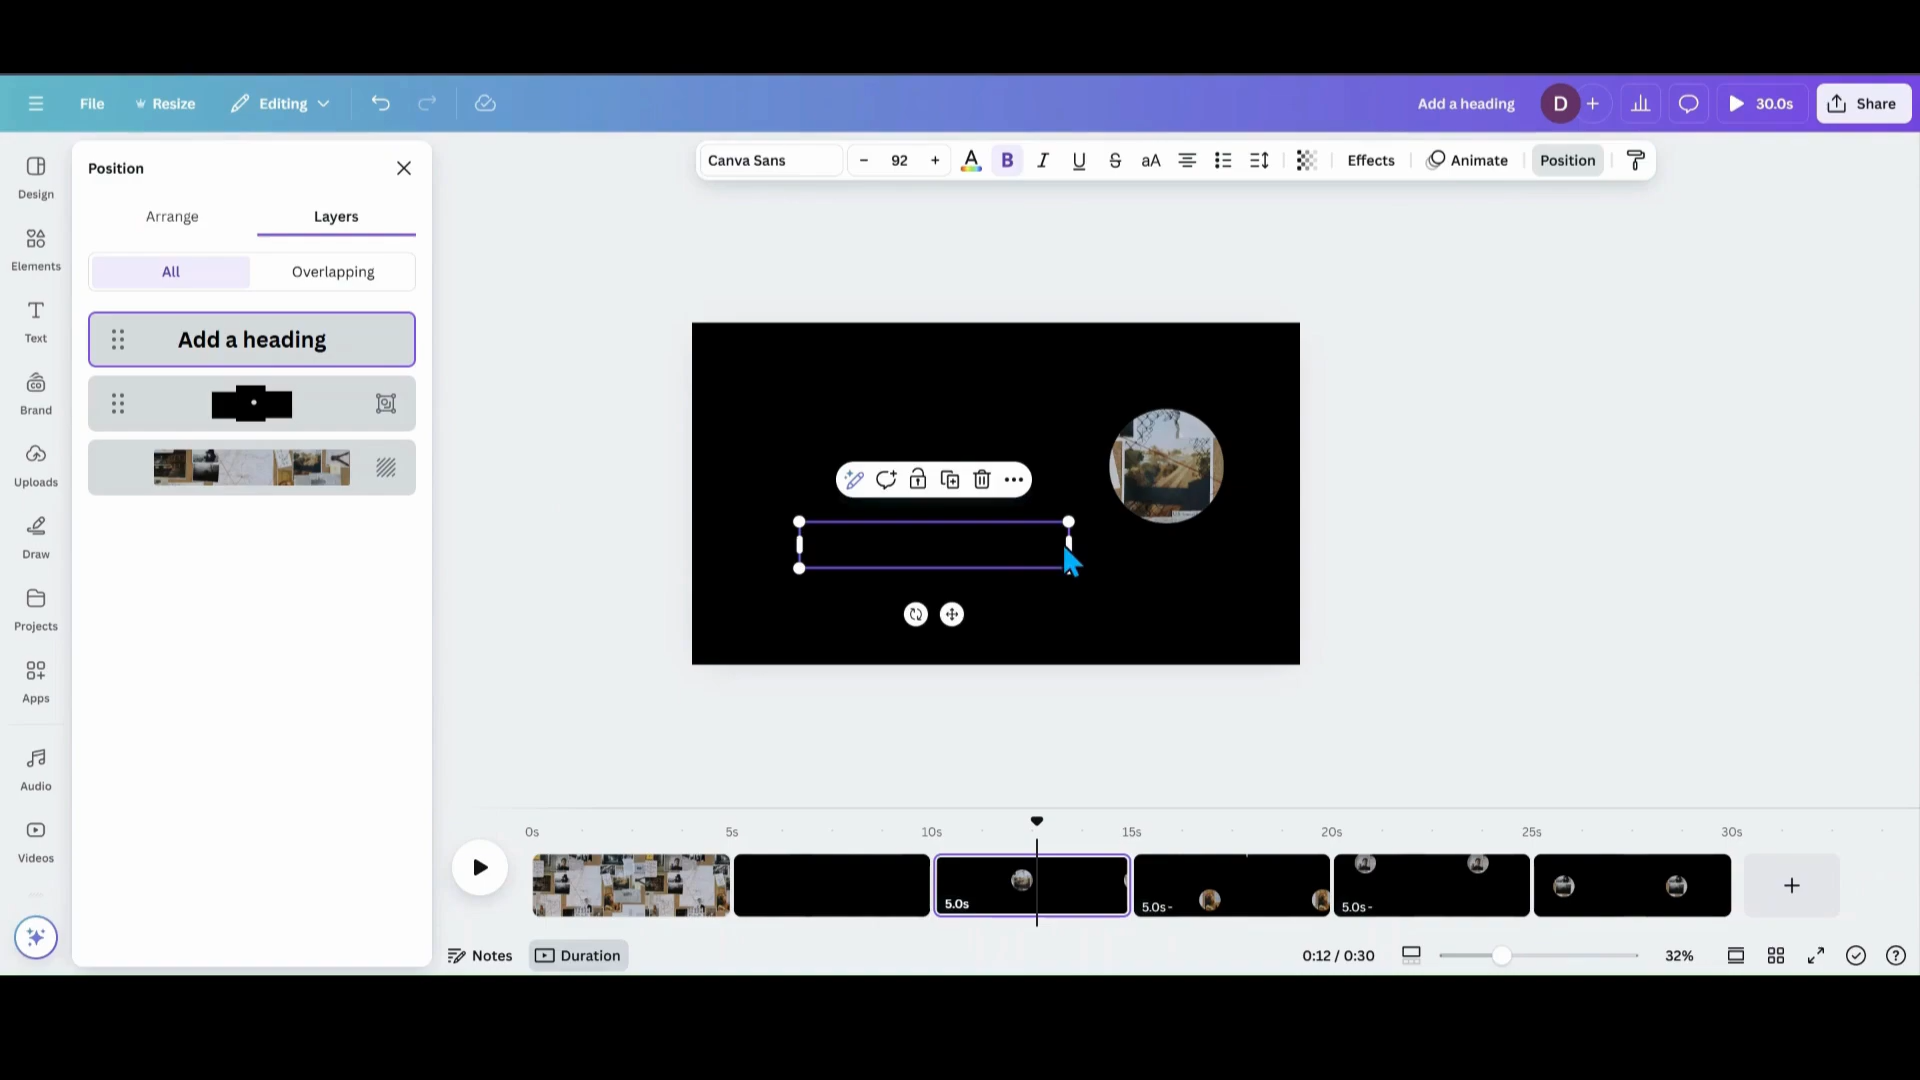 File
Resize
Editing
Add a heading
D
30.0s
Share
Position
Canva Sans
92
B
I
U
S
aA
Effects
Animate
Position
Arrange
Layers
All
Overlapping
Add a heading
Design
Elements
Text
Brand
Uploads
Draw
Projects
Apps
Audio
Videos
0s
5s
10s
15s
20s
25s
30s
5.0s
5.0s-
5.0s-
Notes
Duration
0:12 / 0:30
32%